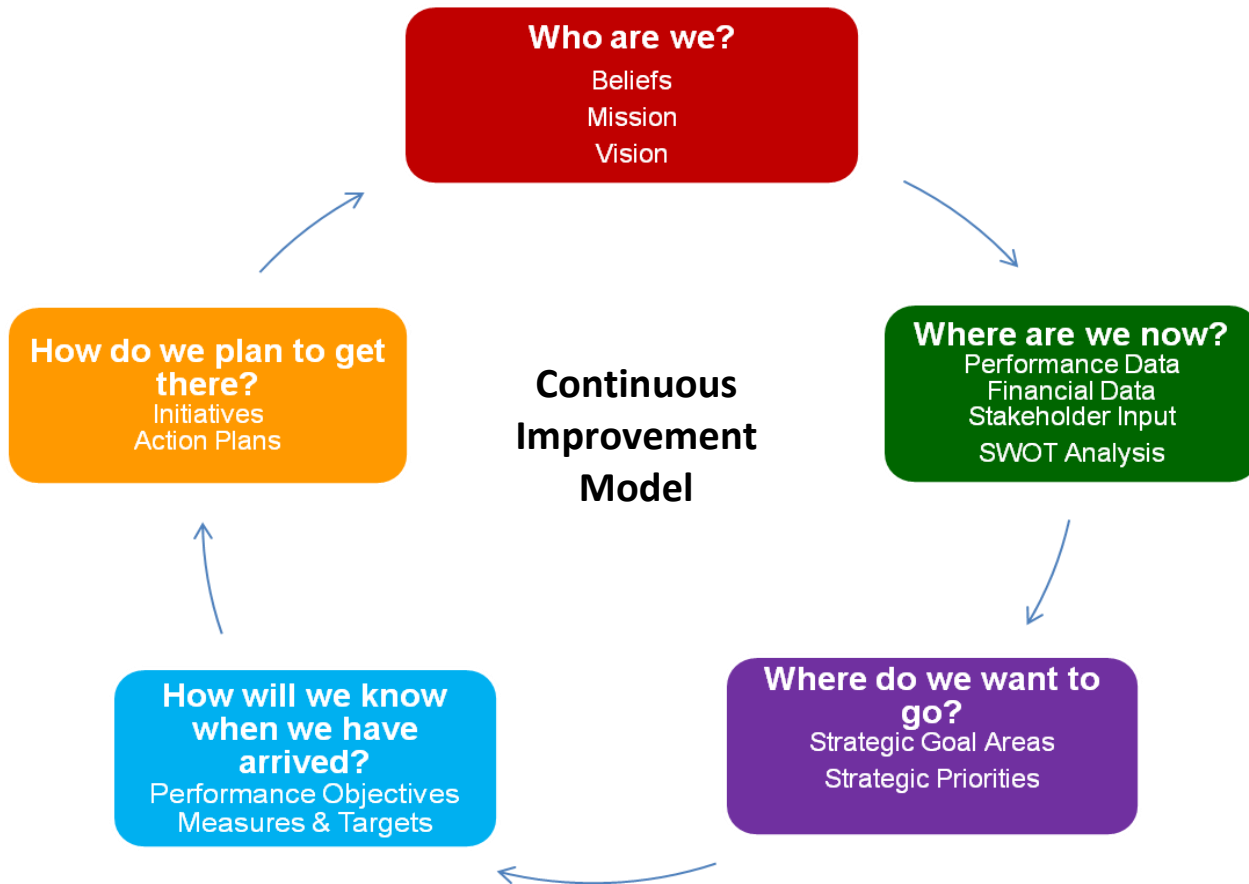 Who are we?
Beliefs
Mission
Vision
Where are we now?
Performance Data
Financial Data
Stakeholder Input
SWOT Analysis
Where do we want to
go?
Strategic Goal Areas
Strategic Priorities
How will we know
when we have
arrived?
Performance Objectives
Measures & Targets
How do we plan to get
there?
Initiatives
Action Plans
Continuous
Improvement
Model